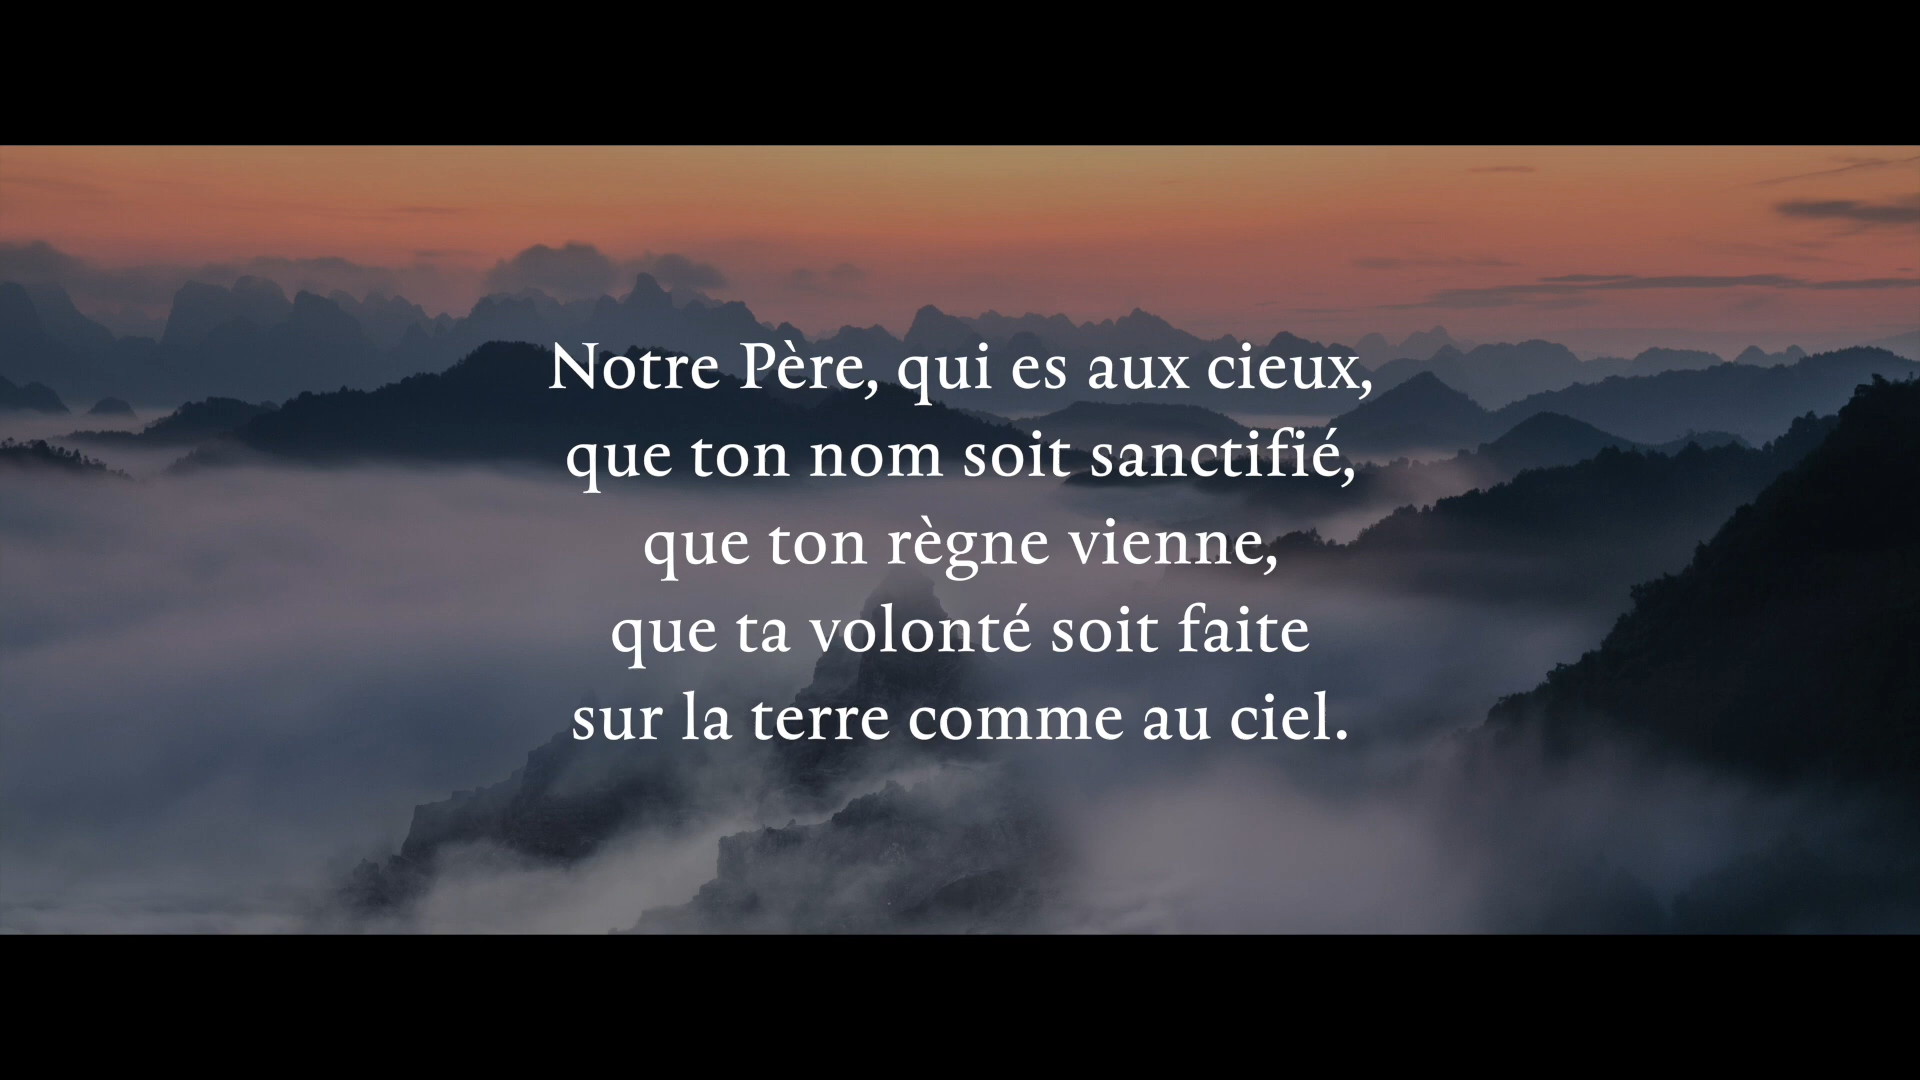 Notre Père, qui es aux cieux,
que ton nom soit sanctifié,
que ton règne vienne,
que ta volonté soit faite
sur la terre comme au ciel.